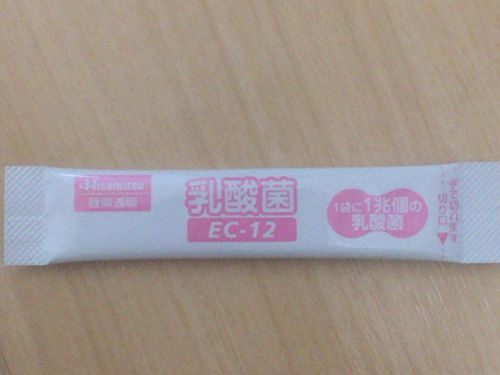 Hisamitsu
健康通販
乳酸菌
EC-12
1袋に1兆個の
乳酸菌
手で切れます
切り口